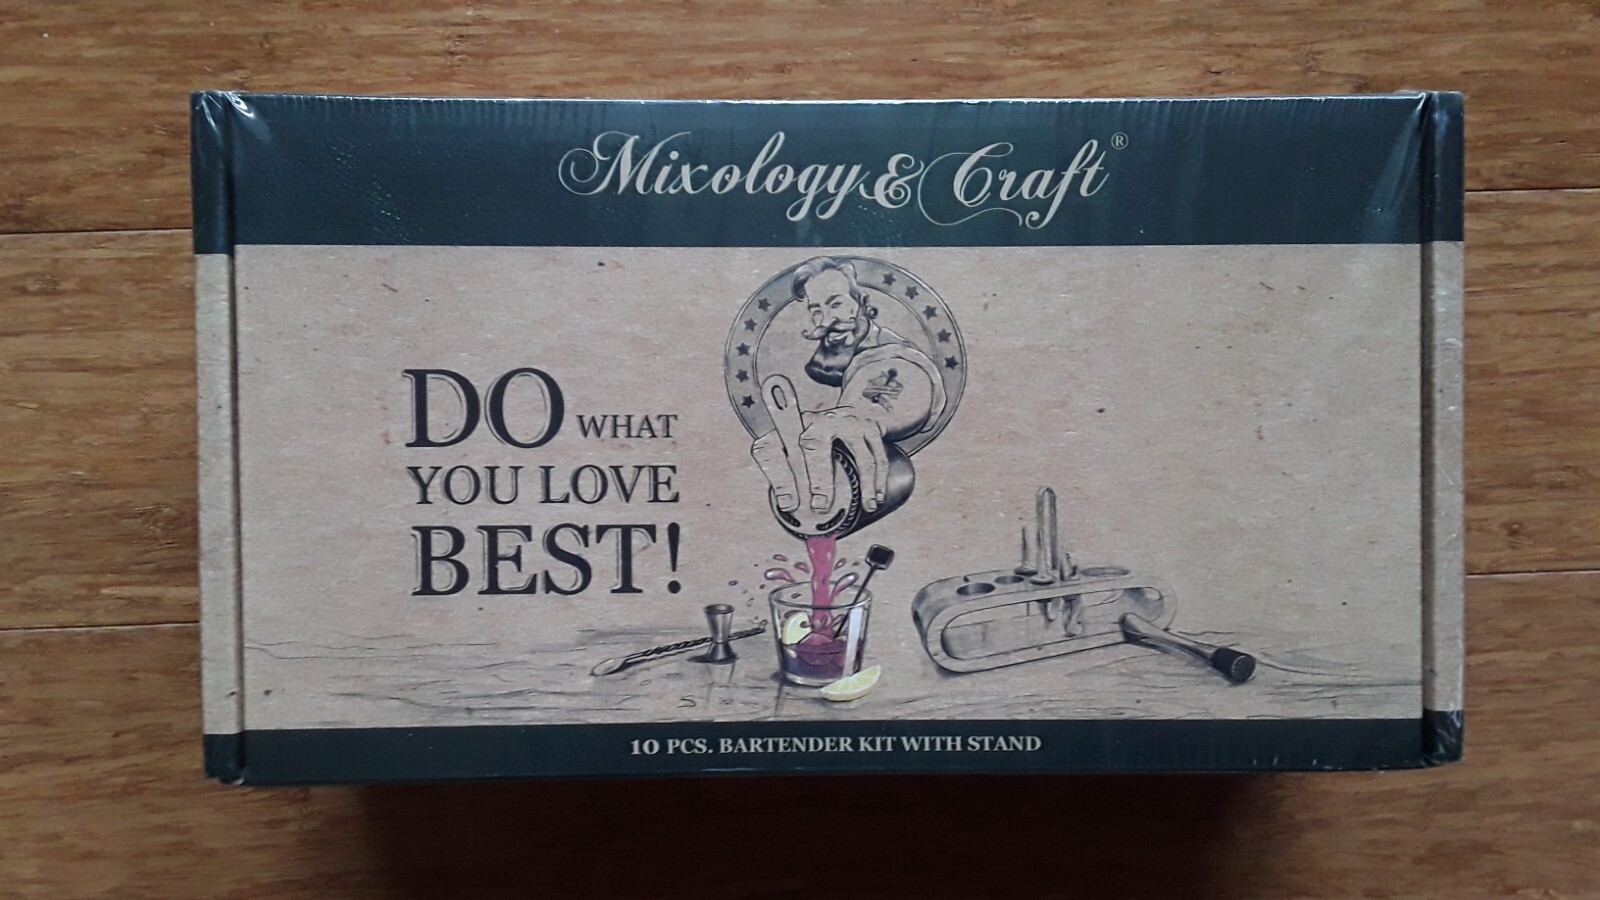 Mixology & Craft®
DO WHAT
YOU LOVE
BEST!
10 PCS. BARTENDER KIT WITH STAND